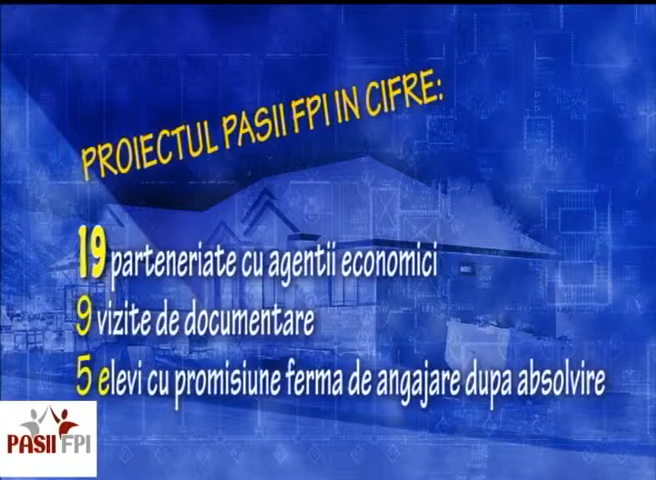 PROIECTUL PASII FPI IN CIFRE:
19 parteneriate cu agentii economici
9 vizite de documentare
5 elevi cu promisiune ferma de angajare dupa absolvire
PASII FPI